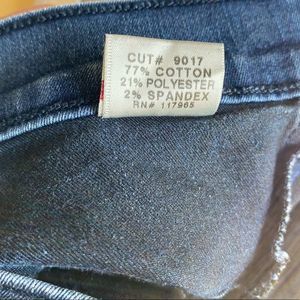 CUT# 9017
77% COTTON
21% POLYESTER
2% SPANDEX
RN# 117965